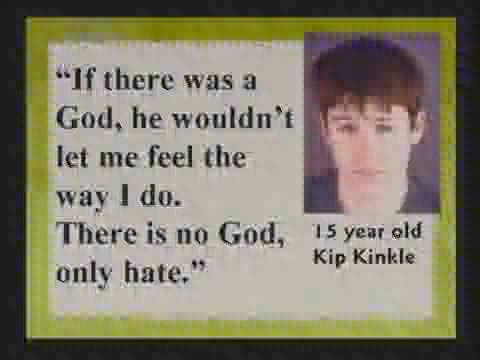 “If there was a
God, he wouldn’t
let me feel the
way I do.
There is no God,
only hate.”
15 year old
Kip Kinkle